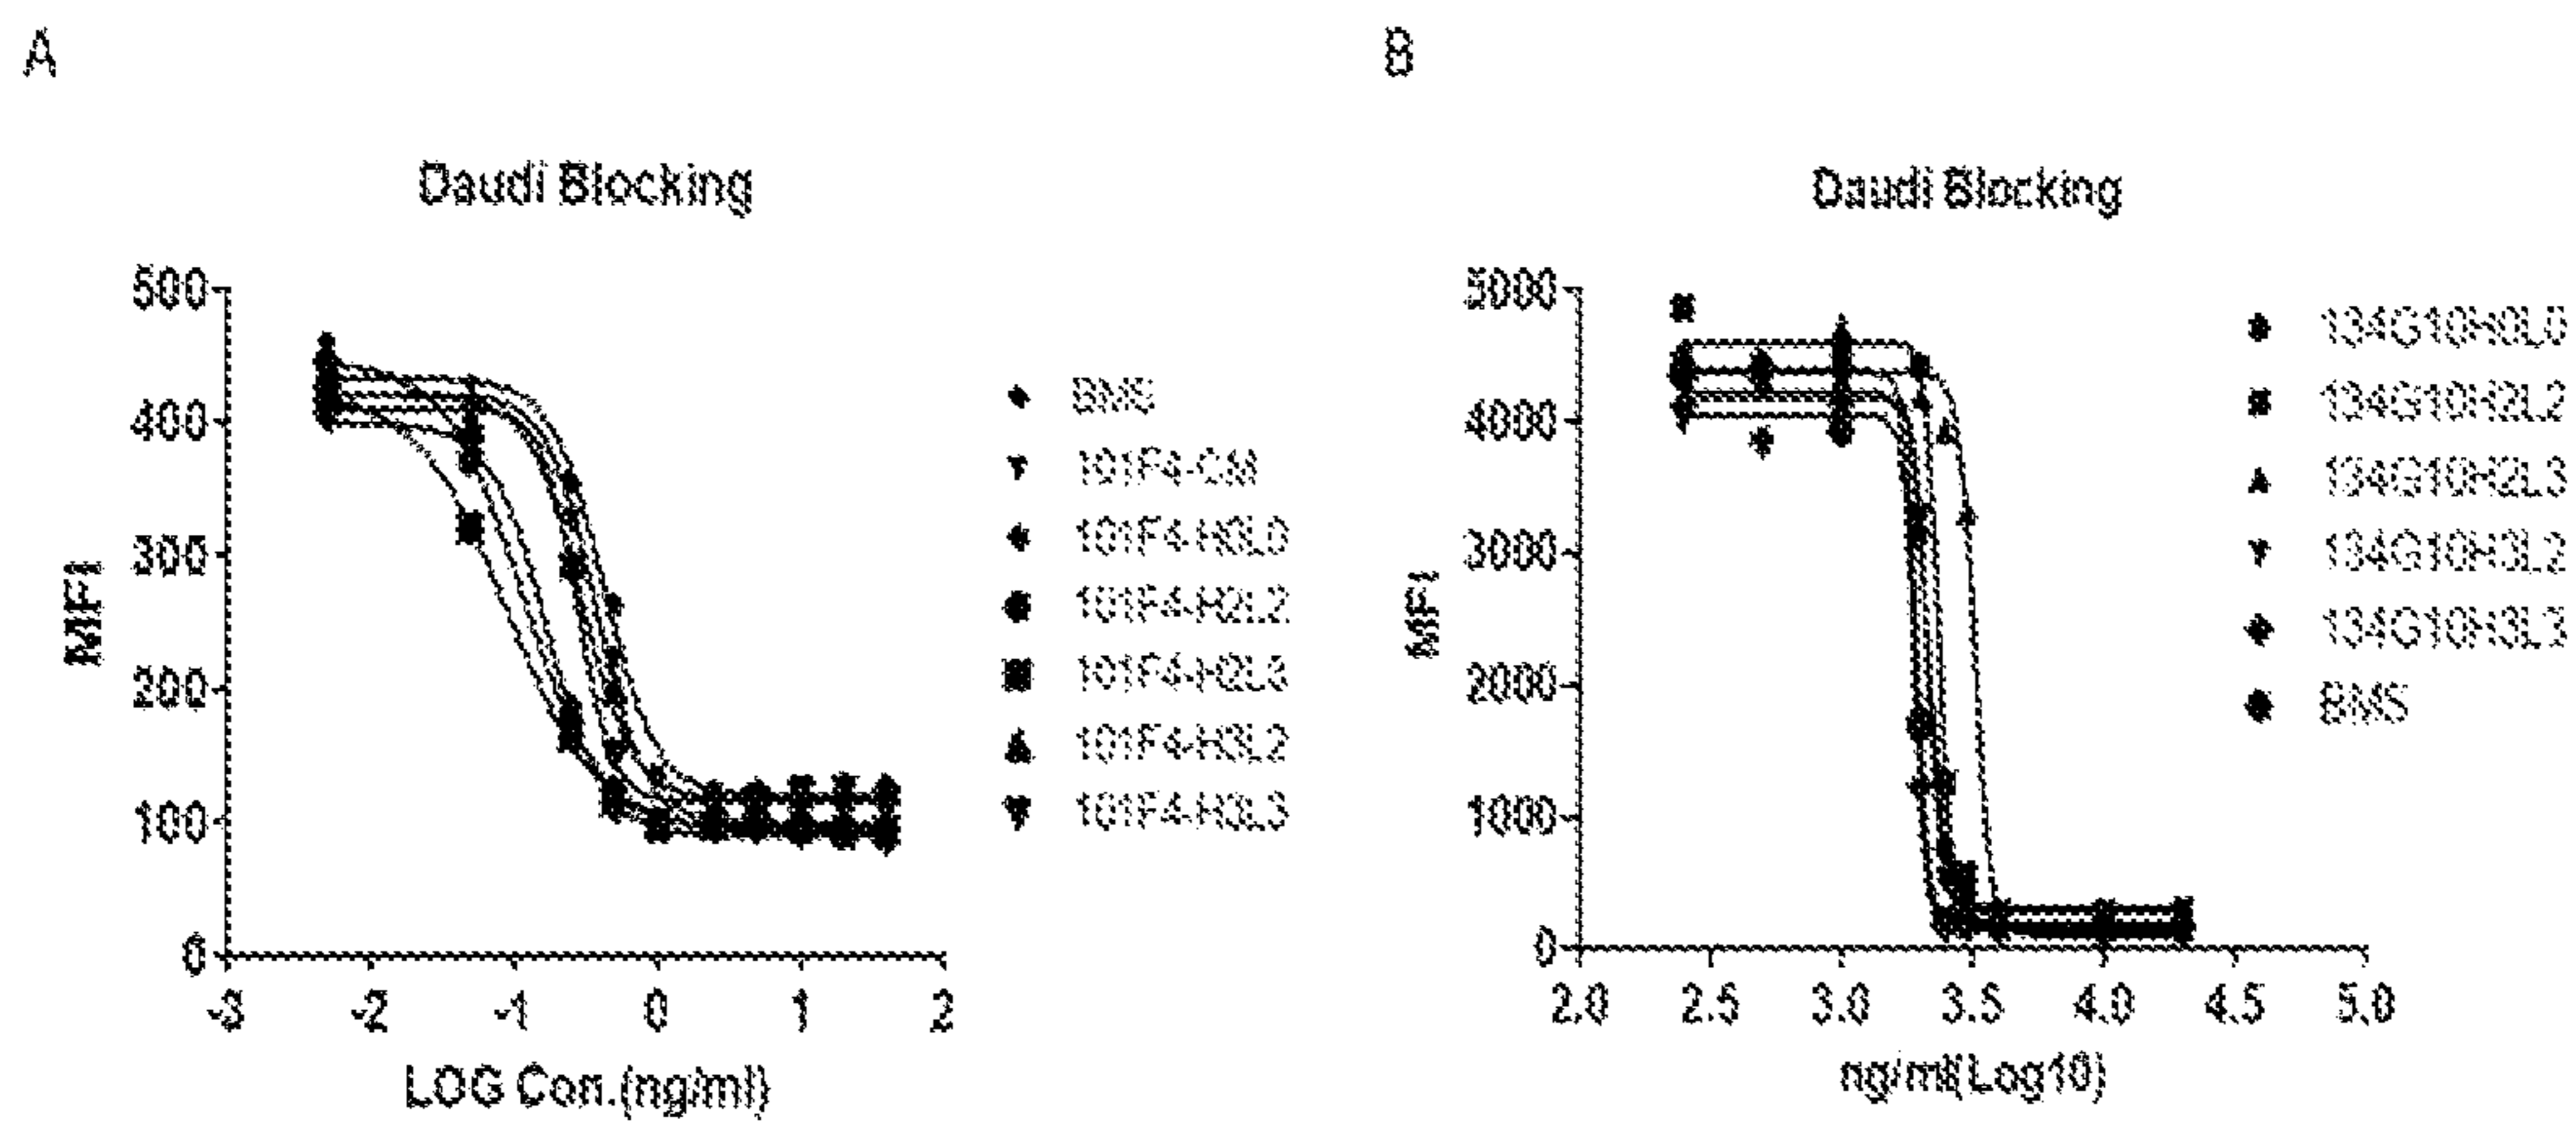 A
Daudi Blocking
500
400
300
200
100
0
MFI
-3 -2 -1 0 1 2
LOG Con.(ng/ml)
BMS
101F4-CM
101F4-H3L0
101F4-H2L2
101F4-H2L3
101F4-H3L2
101F4-H3L3
B
Daudi Blocking
5000
4000
3000
2000
1000
0
MFI
2.0 2.5 3.0 3.5 4.0 4.5 5.0
ng/ml(Log10)
134G10H0L0
134G10H2L2
134G10H2L3
134G10H3L2
134G10H3L3
BMS